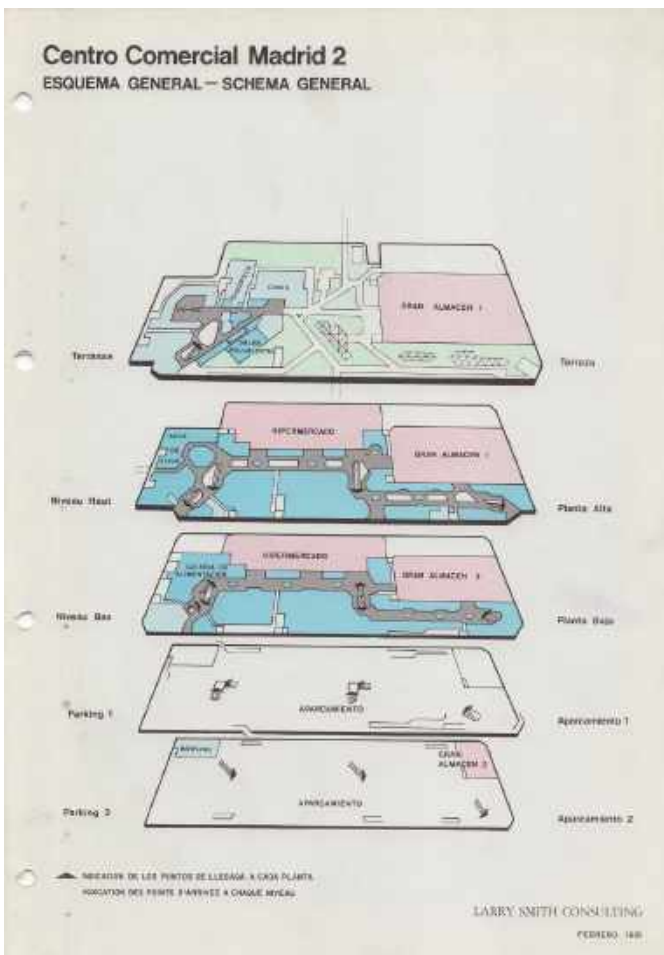 Centro Comercial Madrid 2
ESQUEMA GENERAL — SCHEMA GENERAL
GRAN ALMACEN 1
Terrasse
Terraza
HIPERMERCADO
GRAN ALMACEN 1
Niveau Haut
Planta Alta
HIPERMERCADO
ALIMENTACION
GRAN ALMACEN 2
Niveau Bas
Planta Baja
Parking 1
APARCAMIENTO
Aparcamiento 1
GRAN
ALMACEN 2
APARCAMIENTO
Aparcamiento 2
INDICACION DE LOS PUNTOS DE LLEGADA A CADA PLANTA
INDICATION DES POINTS D'ARRIVEE A CHAQUE NIVEAU
LARRY SMITH CONSULTING
FEBRERO